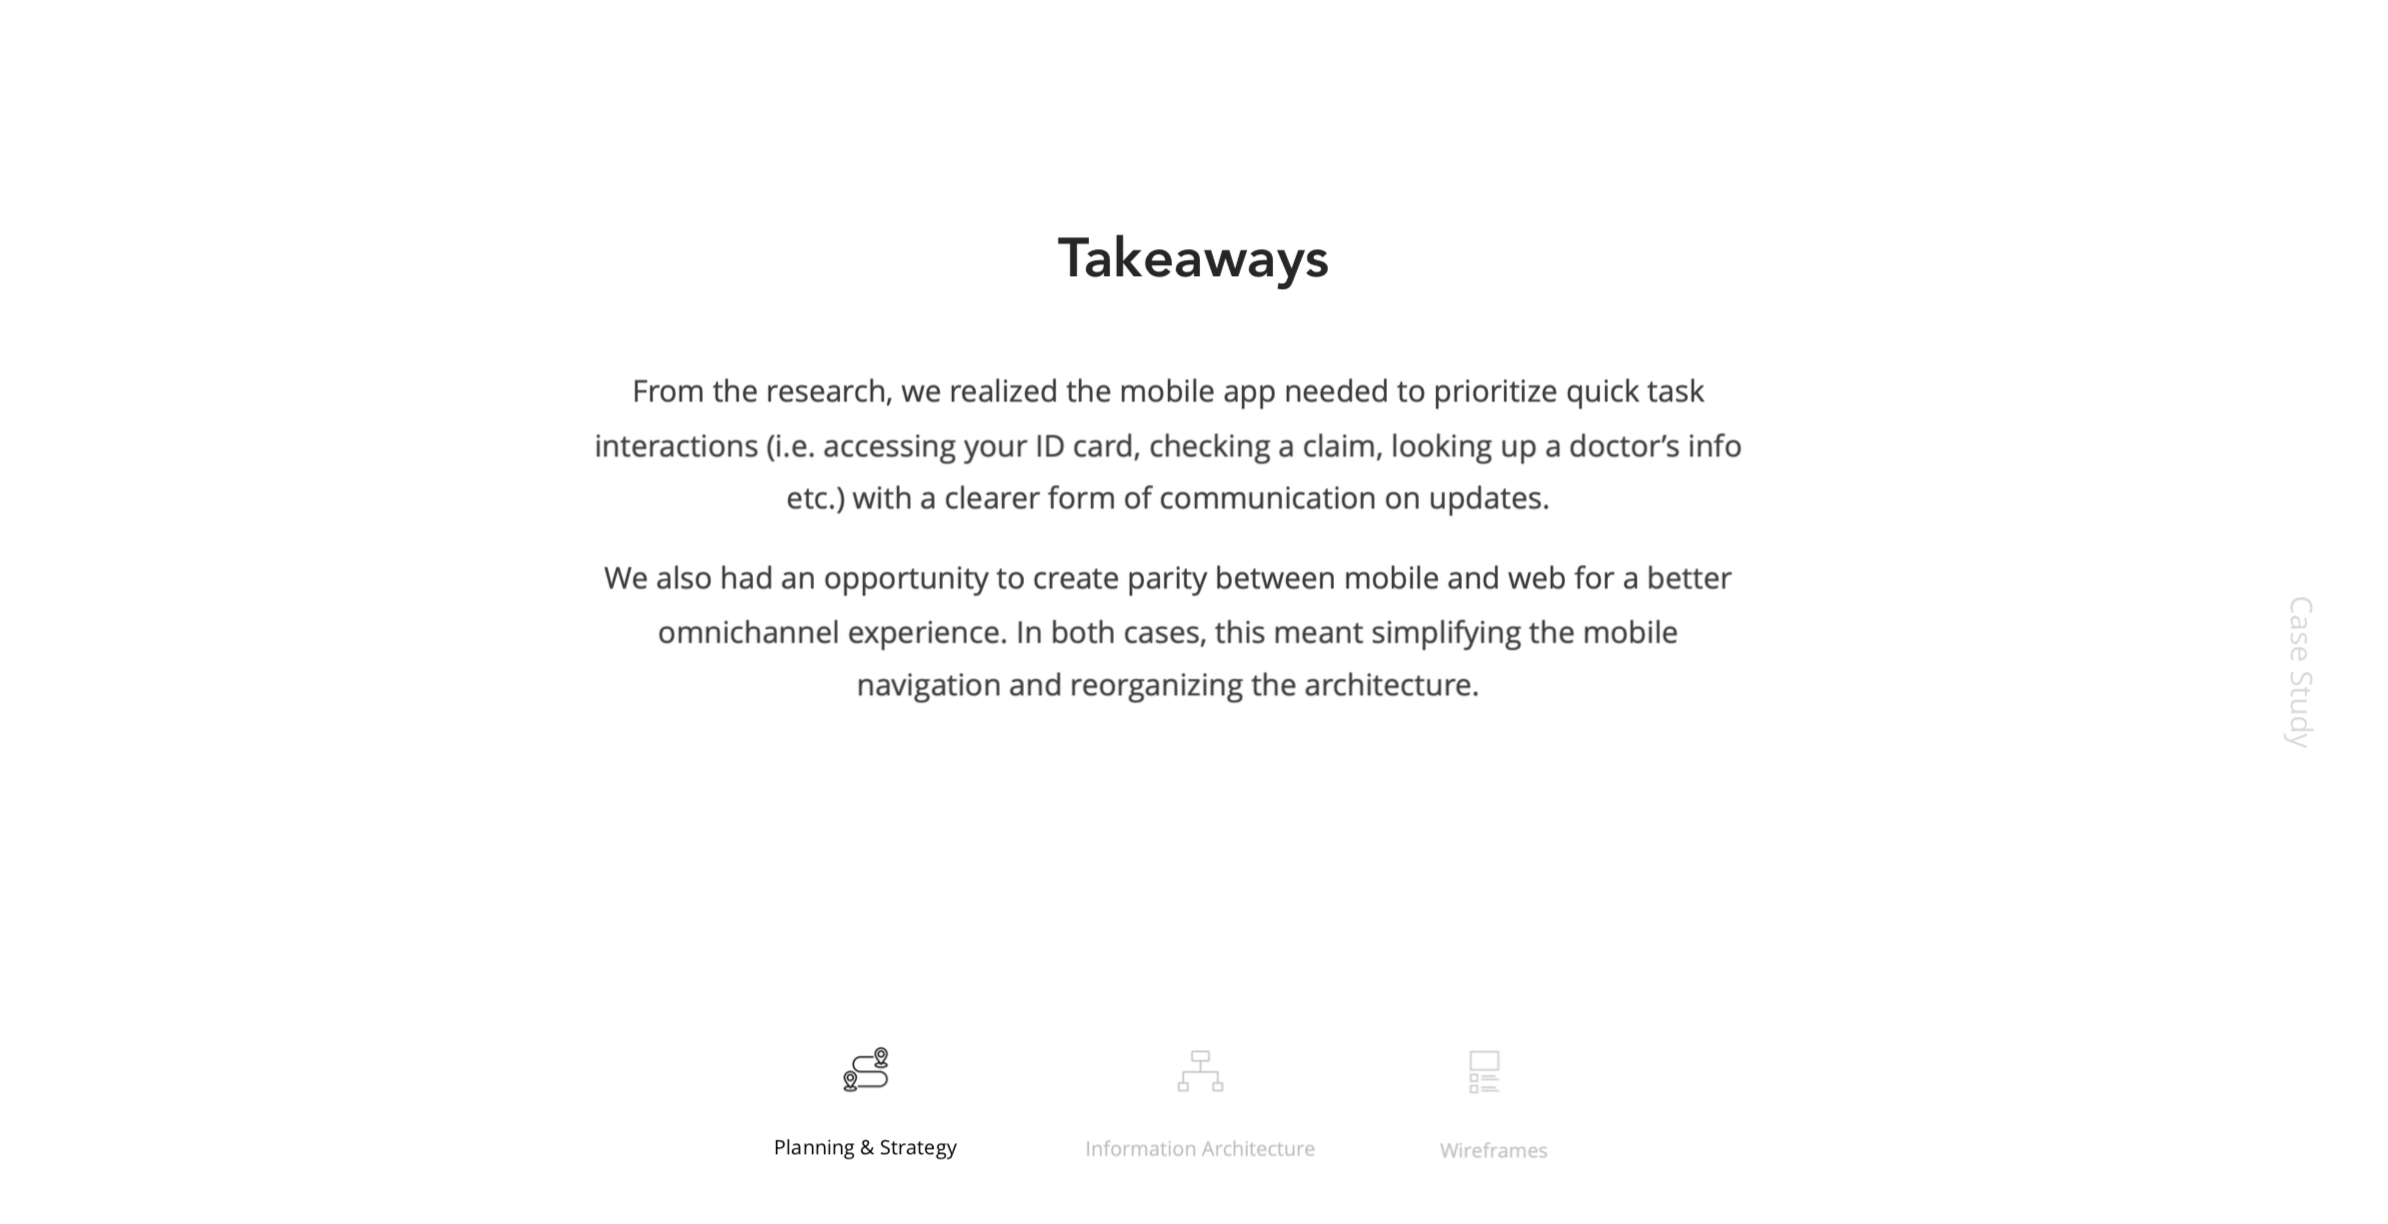 Takeaways
From the research, we realized the mobile app needed to prioritize quick task
interactions (i.e. accessing your ID card, checking a claim, looking up a doctor’s info
etc.) with a clearer form of communication on updates.
We also had an opportunity to create parity between mobile and web for a better
omnichannel experience. In both cases, this meant simplifying the mobile
navigation and reorganizing the architecture.
Case Study
Planning & Strategy
Information Architecture
Wireframes